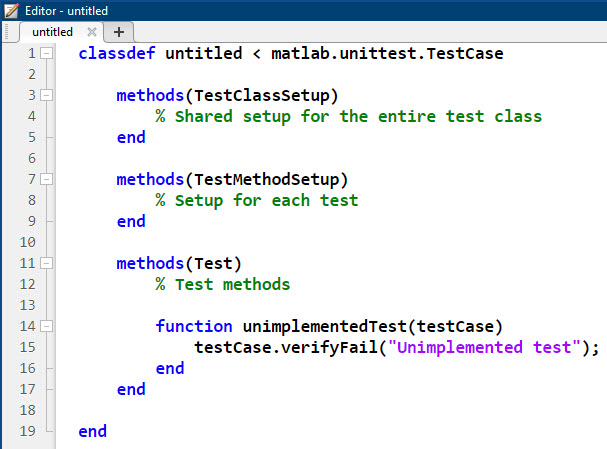 Editor - untitled
untitled × +
1 classdef untitled < matlab.unittest.TestCase
2
3 methods(TestClassSetup)
4 % Shared setup for the entire test class
5 end
6
7 methods(TestMethodSetup)
8 % Setup for each test
9 end
10
11 methods(Test)
12 % Test methods
13
14 function unimplementedTest(testCase)
15 testCase.verifyFail("Unimplemented test");
16 end
17 end
18
19 end